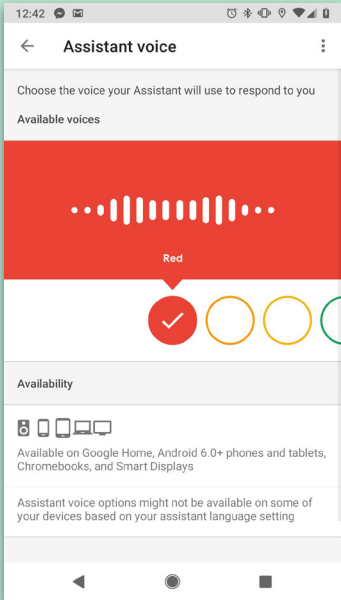 12:42
Assistant voice
Choose the voice your Assistant will use to respond to you
Available voices
Red
Availability
Available on Google Home, Android 6.0+ phones and tablets,
Chromebooks, and Smart Displays
Assistant voice options might not be available on some of
your devices based on your assistant language setting